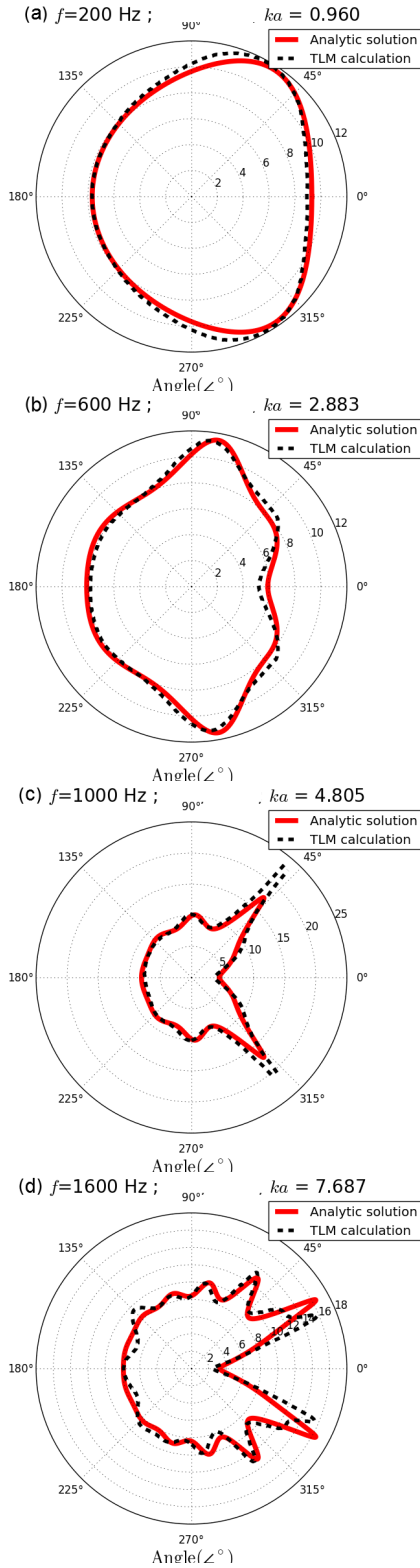 (a) f=200 Hz ;
ka = 0.960
90°
Analytic solution
TLM calculation
135°
45°
12
10
8
6
4
2
180°
0°
225°
315°
270°
Angle(∠°)
(b) f=600 Hz ;
ka = 2.883
90°
Analytic solution
TLM calculation
135°
45°
12
10
8
6
4
2
180°
0°
225°
315°
270°
Angle(∠°)
(c) f=1000 Hz ;
. ka = 4.805
90°
Analytic solution
TLM calculation
135°
45°
25
20
15
10
5
180°
0°
225°
315°
270°
Angle(∠°)
(d) f=1600 Hz ;
. ka = 7.687
90°
Analytic solution
TLM calculation
135°
45°
18
16
14
12
10
8
6
4
2
180°
0°
225°
315°
270°
Angle(∠°)